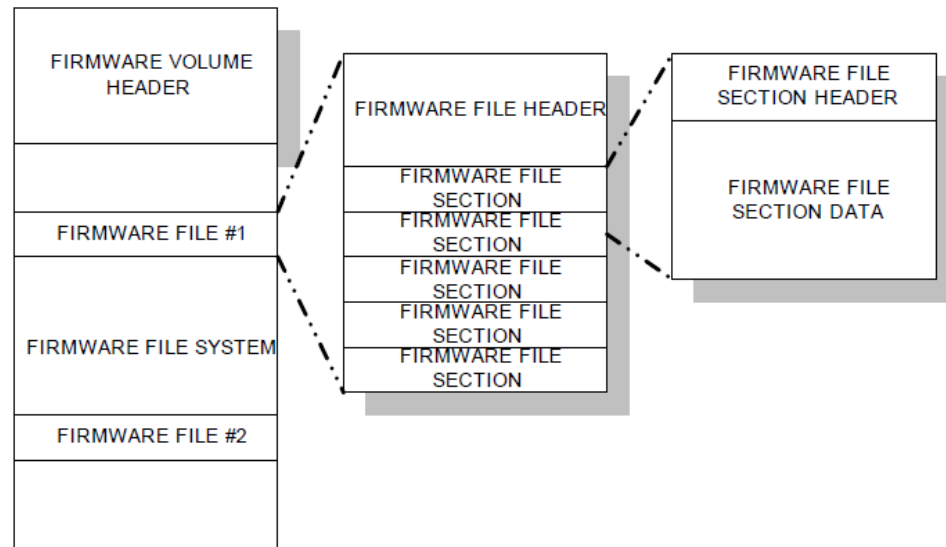 FIRMWARE VOLUME
HEADER
FIRMWARE FILE #1
FIRMWARE FILE SYSTEM
FIRMWARE FILE #2
FIRMWARE FILE HEADER
FIRMWARE FILE
SECTION
FIRMWARE FILE
SECTION
FIRMWARE FILE
SECTION
FIRMWARE FILE
SECTION
FIRMWARE FILE
SECTION
FIRMWARE FILE
SECTION HEADER
FIRMWARE FILE
SECTION DATA